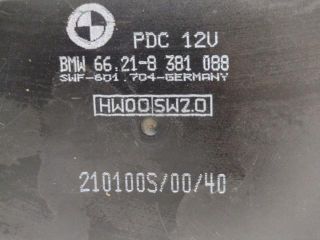 PDC 12V
BMW 66.21-8 381 088
SWF-601.704-GERMANY
HW00 SW2.0
210100S/00/40